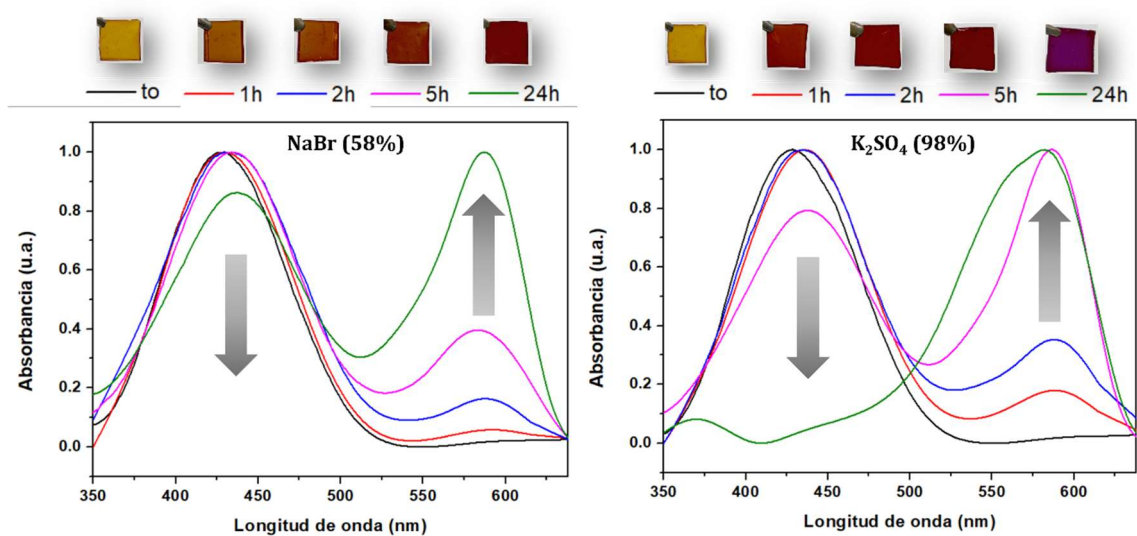 to 1h 2h 5h 24h
NaBr (58%)
Absorbancia (u.a.)
1.0
0.8
0.6
0.4
0.2
0.0
350 400 450 500 550 600
Longitud de onda (nm)
to 1h 2h 5h 24h
K₂SO₄ (98%)
Absorbancia (u.a.)
1.0
0.8
0.6
0.4
0.2
0.0
350 400 450 500 550 600
Longitud de onda (nm)